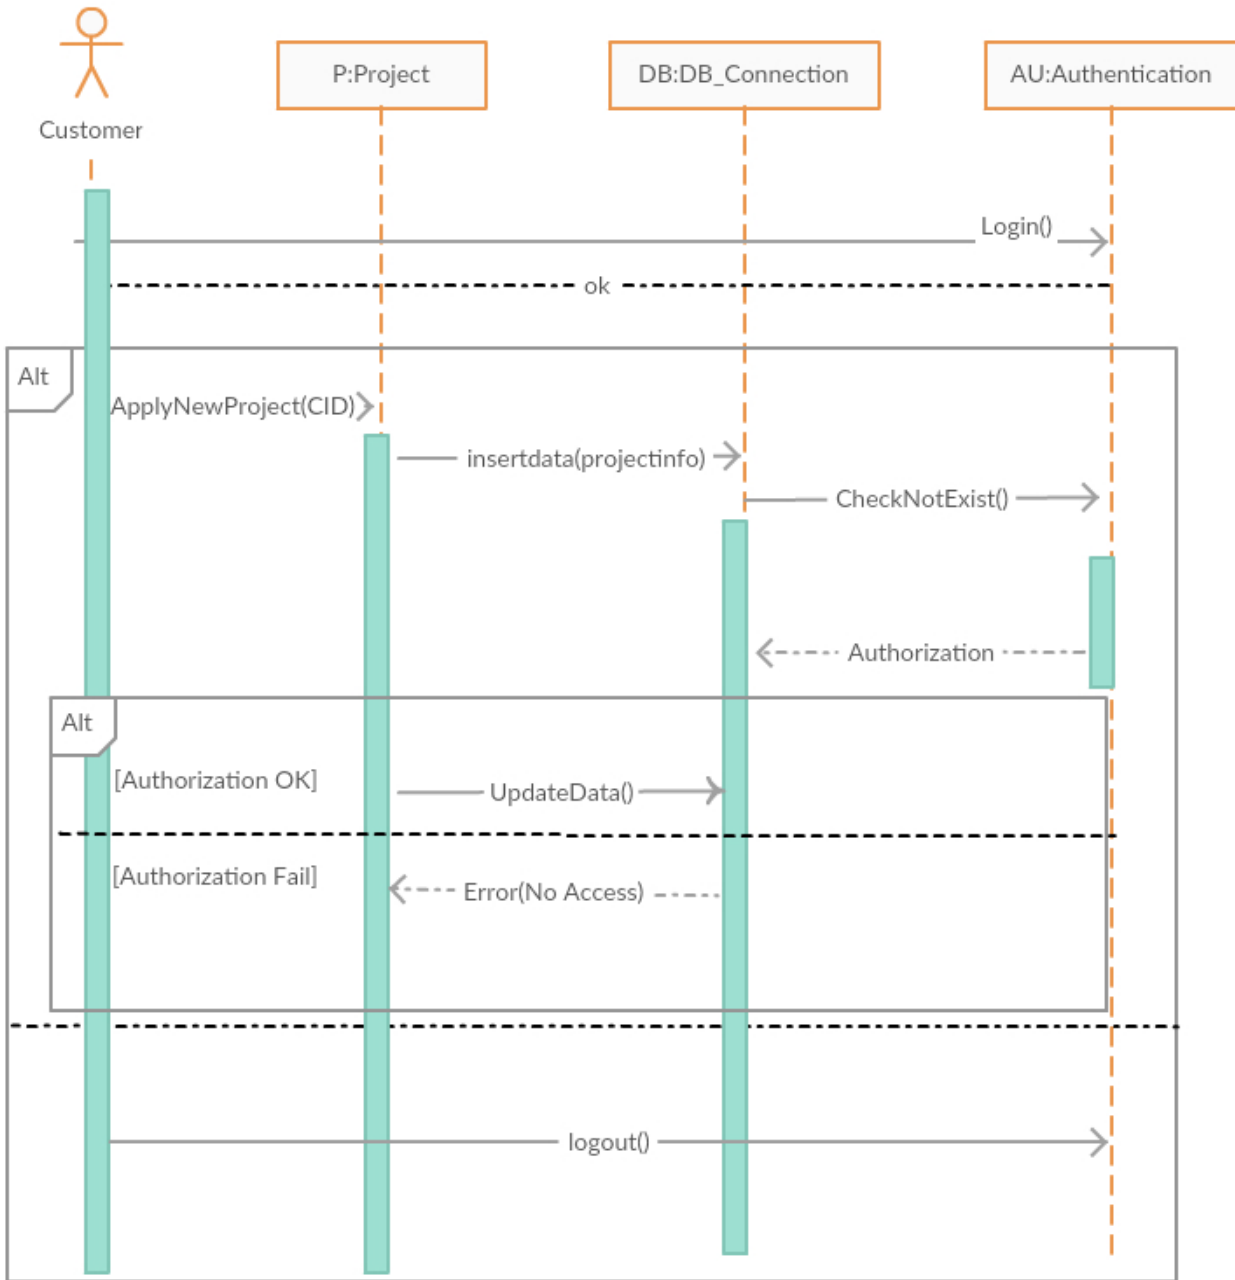 P:Project
DB:DB_Connection
AU:Authentication
Customer
Login()
ok
Alt
ApplyNewProject(CID)
insertdata(projectinfo)
CheckNotExist()
Authorization
Alt
[Authorization OK]
UpdateData()
[Authorization Fail]
Error(No Access)
logout()